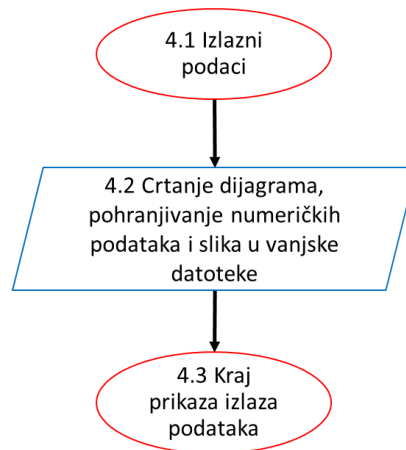 4.1 Izlazni
podaci
4.2 Crtanje dijagrama,
pohranjivanje numeričkih
podataka i slika u vanjske
datoteke
4.3 Kraj
prikaza izlaza
podataka